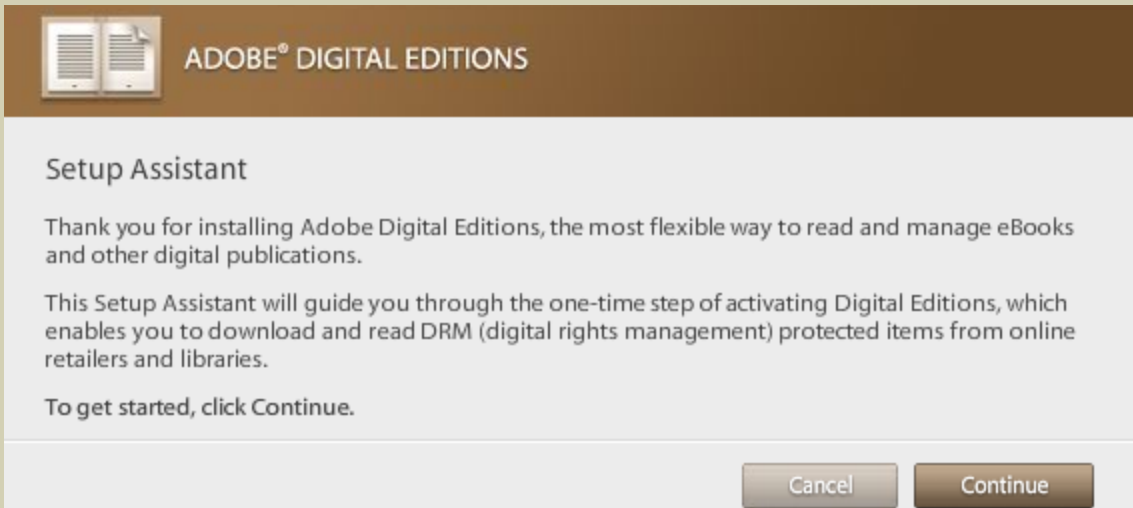 ADOBE® DIGITAL EDITIONS
Setup Assistant
Thank you for installing Adobe Digital Editions, the most flexible way to read and manage eBooks
and other digital publications.
This Setup Assistant will guide you through the one-time step of activating Digital Editions, which
enables you to download and read DRM (digital rights management) protected items from online
retailers and libraries.
To get started, click Continue.
Cancel
Continue